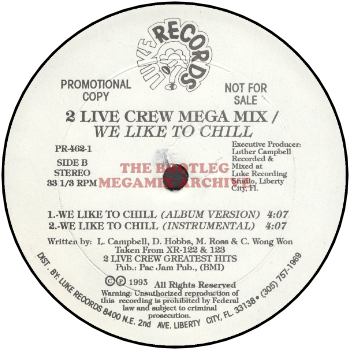 LUKE RECORDS
PROMOTIONAL COPY
NOT FOR SALE
2 LIVE CREW MEGA MIX /
WE LIKE TO CHILL
PR-462-1
SIDE B
STEREO
33 1/3 RPM
Executive Producer:
Luther Campbell
Recorded &
Mixed at
Luke Recording
Studio, Liberty
City, FL.
THE BOOTLEG
MEGAMIX ARCHIVE
1.-WE LIKE TO CHILL (ALBUM VERSION) 4:07
2.-WE LIKE TO CHILL (INSTRUMENTAL) 4:07
Written by: L. Campbell, D. Hobbs, M. Ross & C. Wong Won
Taken From XR-122 & 123
2 LIVE CREW GREATEST HITS
Pub.: Pac Jam Pub., (BMI)
© ℗ 1993 All Rights Reserved
Warning: Unauthorized reproduction of
this recording is prohibited by Federal
law and subject to criminal
prosecution.
DIST. BY: LUKE RECORDS 8400 N.E. 2nd AVE. LIBERTY CITY, FL. 33138 • (305) 757-1969